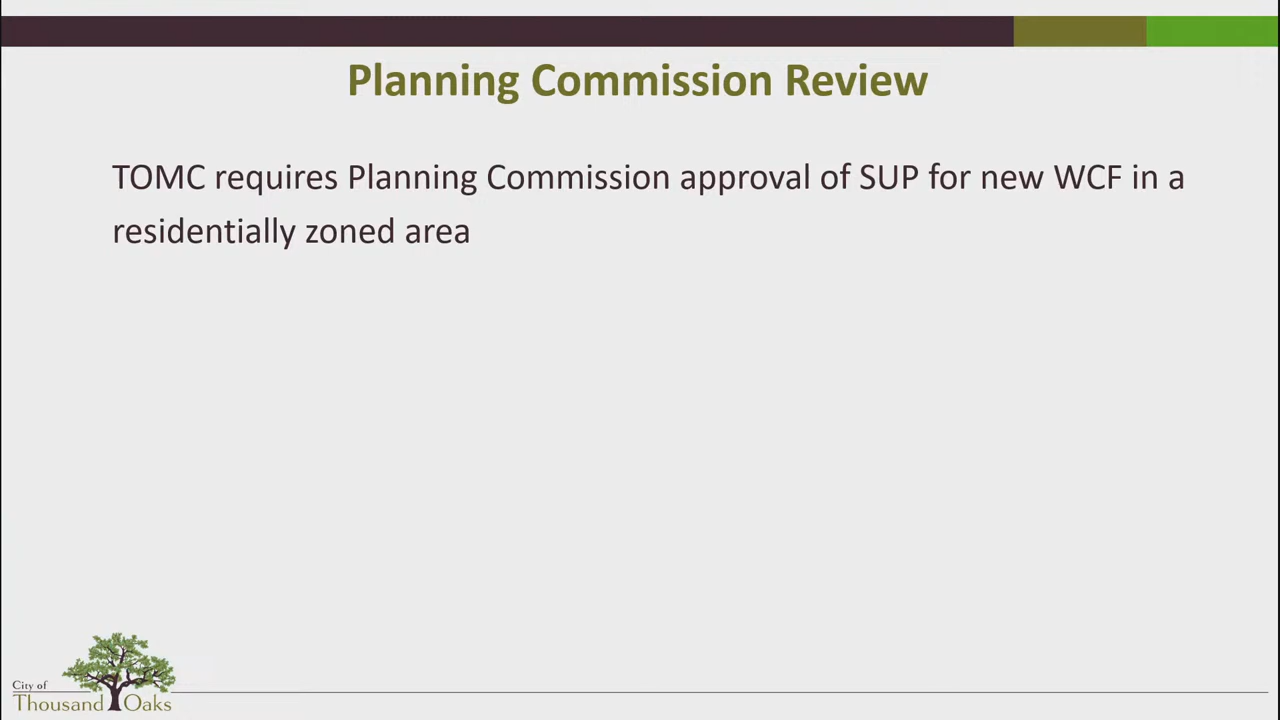 Planning Commission Review
TOMC requires Planning Commission approval of SUP for new WCF in a
residentially zoned area
City of
Thousand Oaks